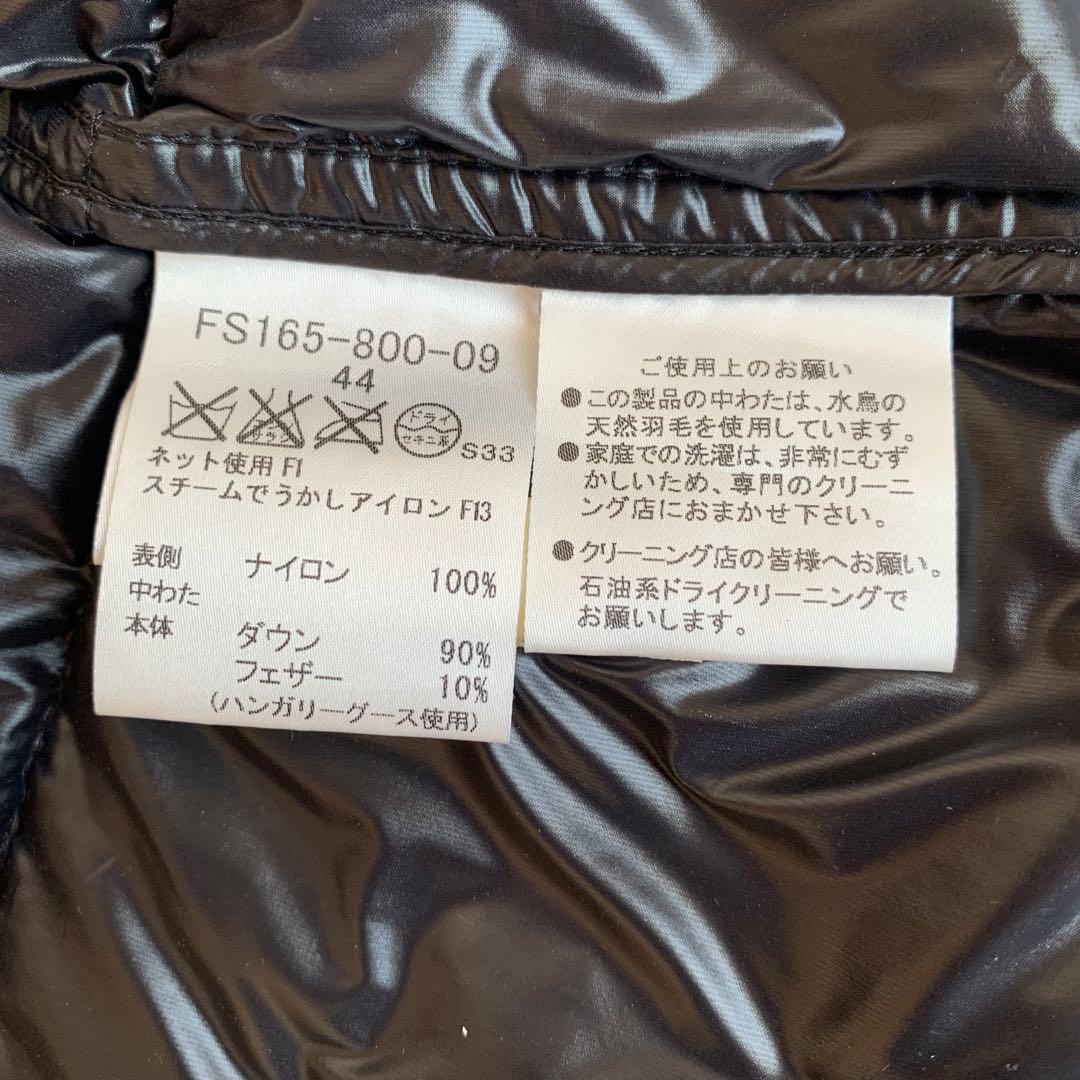 FS165-800-09
44
エンソサラシ
ドライ
セキユ系
S33
ネット使用 F1
スチームでうかしアイロン F13
表側 ナイロン 100%
中わた
本体 ダウン 90%
フェザー 10%
(ハンガリーグース使用)
ご使用上のお願い
●この製品の中わたは、水鳥の
天然羽毛を使用しています。
●家庭での洗濯は、非常にむず
かしいため、専門のクリーニ
ング店におまかせ下さい。
●クリーニング店の皆様へお願い。
石油系ドライクリーニングで
お願いします。